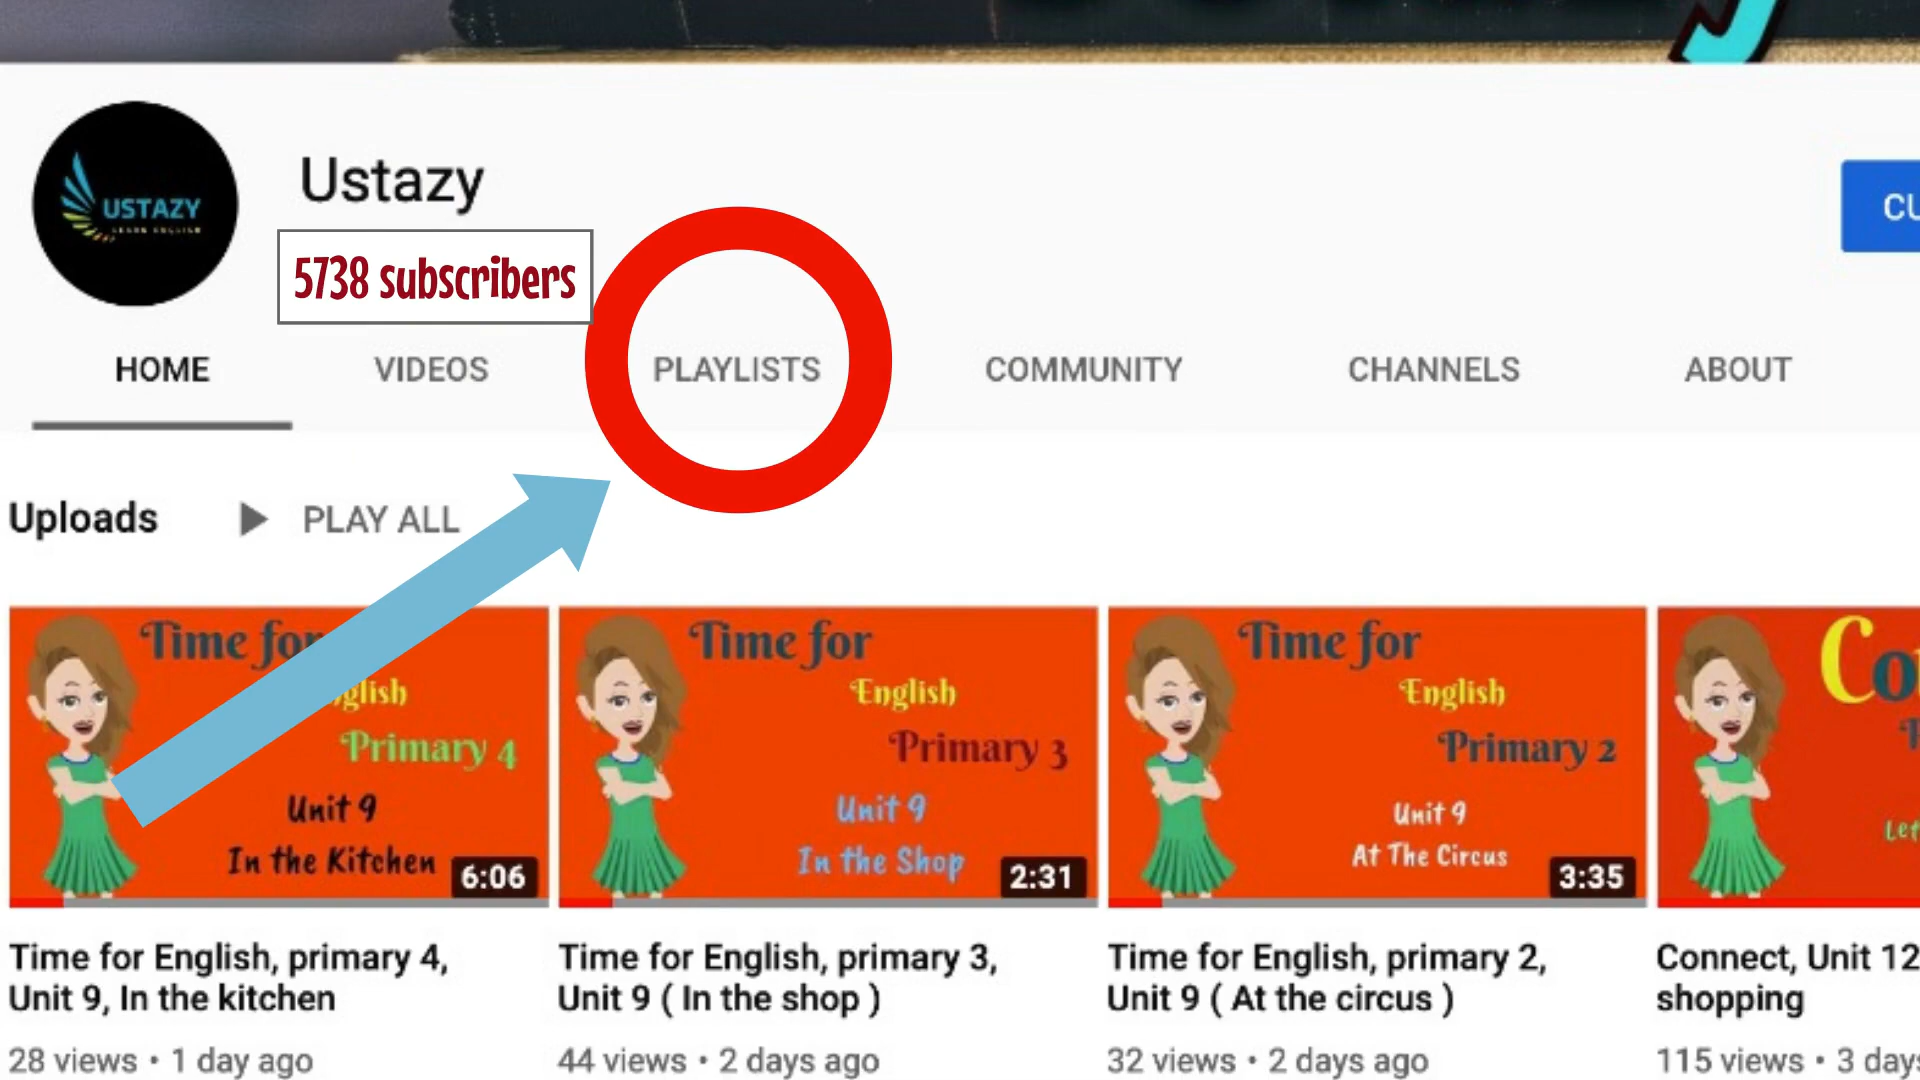 USTAZY
LEARN ENGLISH
Ustazy
5738 subscribers
CU
HOME VIDEOS PLAYLISTS COMMUNITY CHANNELS ABOUT
Uploads PLAY ALL
Time for
glish
Primary 4
Unit 9
In the Kitchen
6:06
Time for
English
Primary 3
Unit 9
In the Shop
2:31
Time for
English
Primary 2
Unit 9
At The Circus
3:35
Co
Let
Time for English, primary 4,
Unit 9, In the kitchen
28 views • 1 day ago
Time for English, primary 3,
Unit 9 ( In the shop )
44 views • 2 days ago
Time for English, primary 2,
Unit 9 ( At the circus )
32 views • 2 days ago
Connect, Unit 12
shopping
115 views • 3 days